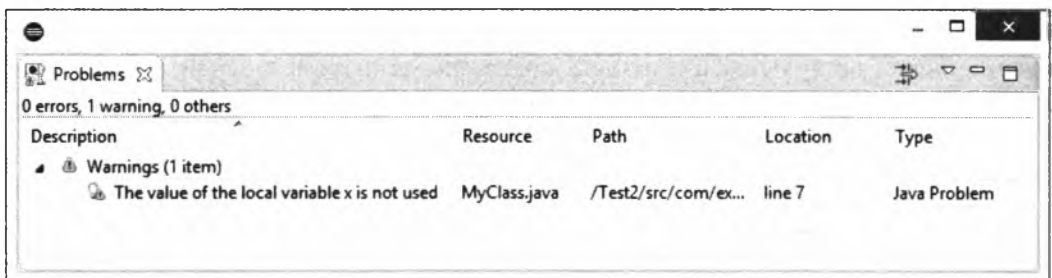 Problems
0 errors, 1 warning, 0 others
Description Resource Path Location Type
Warnings (1 item)
The value of the local variable x is not used MyClass.java /Test2/src/com/ex... line 7 Java Problem